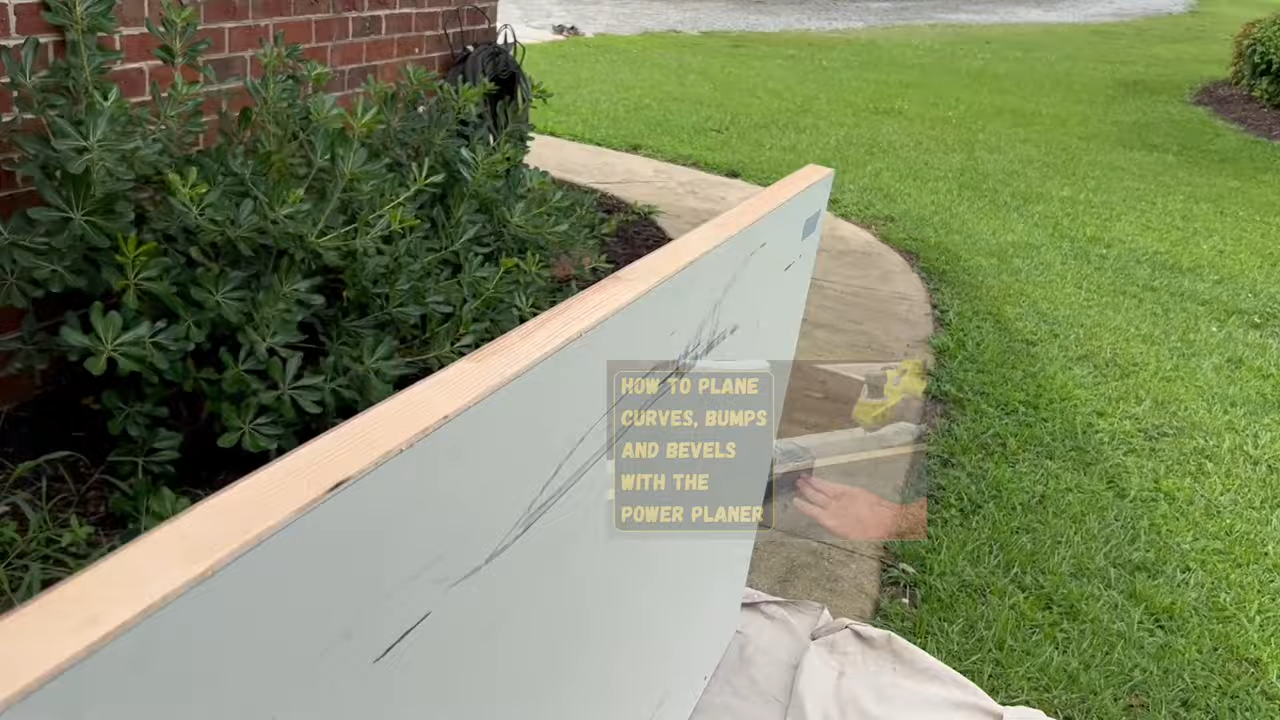 HOW TO PLANE
CURVES, BUMPS
AND BEVELS
WITH THE
POWER PLANER